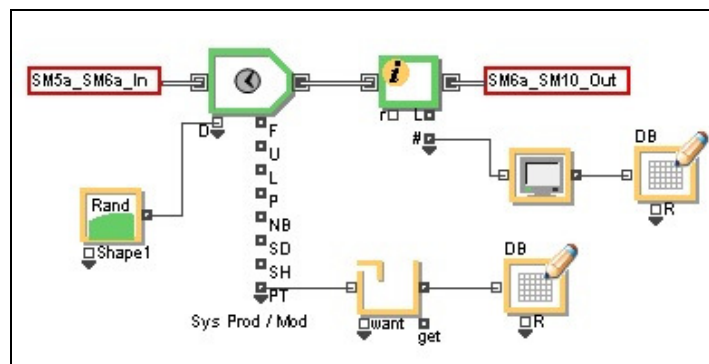 SM5a_SM6a_In
SM6a_SM10_Out
i
D
F
U
L
P
NB
SD
SH
PT
r
L
#
DB
R
Rand
Shape1
DB
Sys Prod / Mod
want
get
R